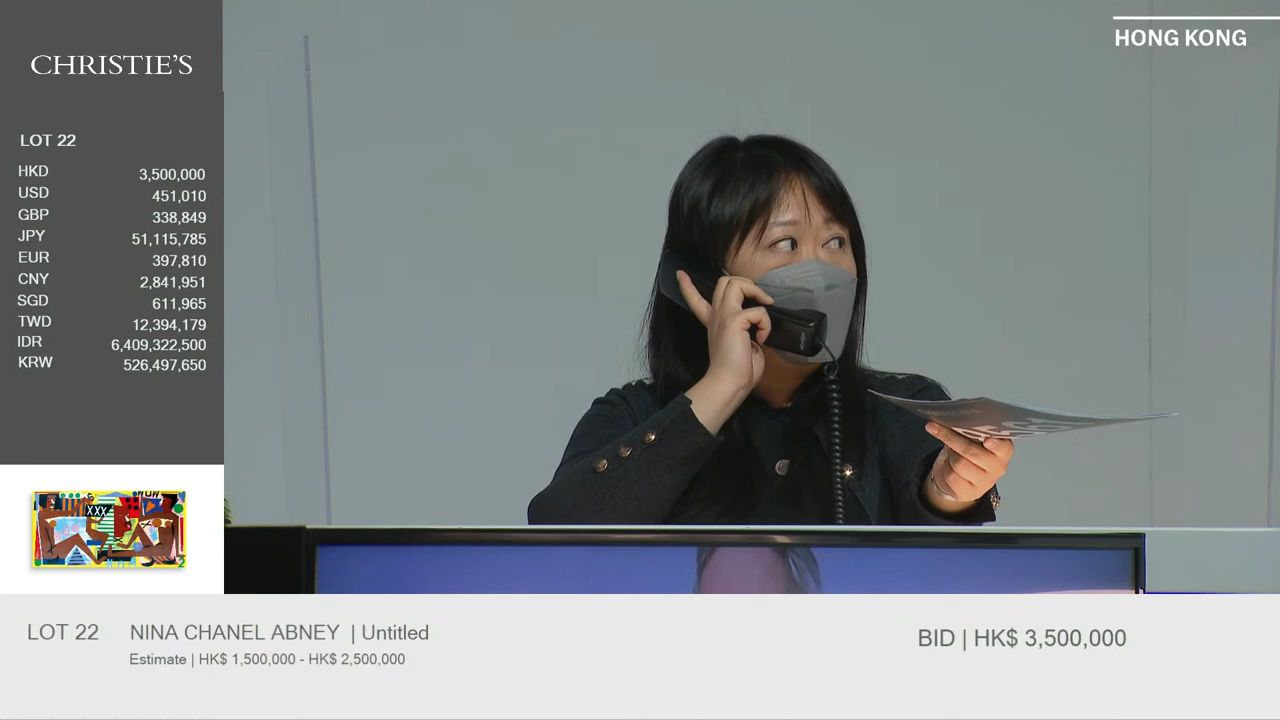 HONG KONG
CHRISTIE'S
LOT 22
HKD 3,500,000
USD 451,010
GBP 338,849
JPY 51,115,785
EUR 397,810
CNY 2,841,951
SGD 611,965
TWD 12,394,179
IDR 6,409,322,500
KRW 526,497,650
XXX
LOT 22 NINA CHANEL ABNEY | Untitled BID | HK$ 3,500,000
Estimate | HK$ 1,500,000 - HK$ 2,500,000